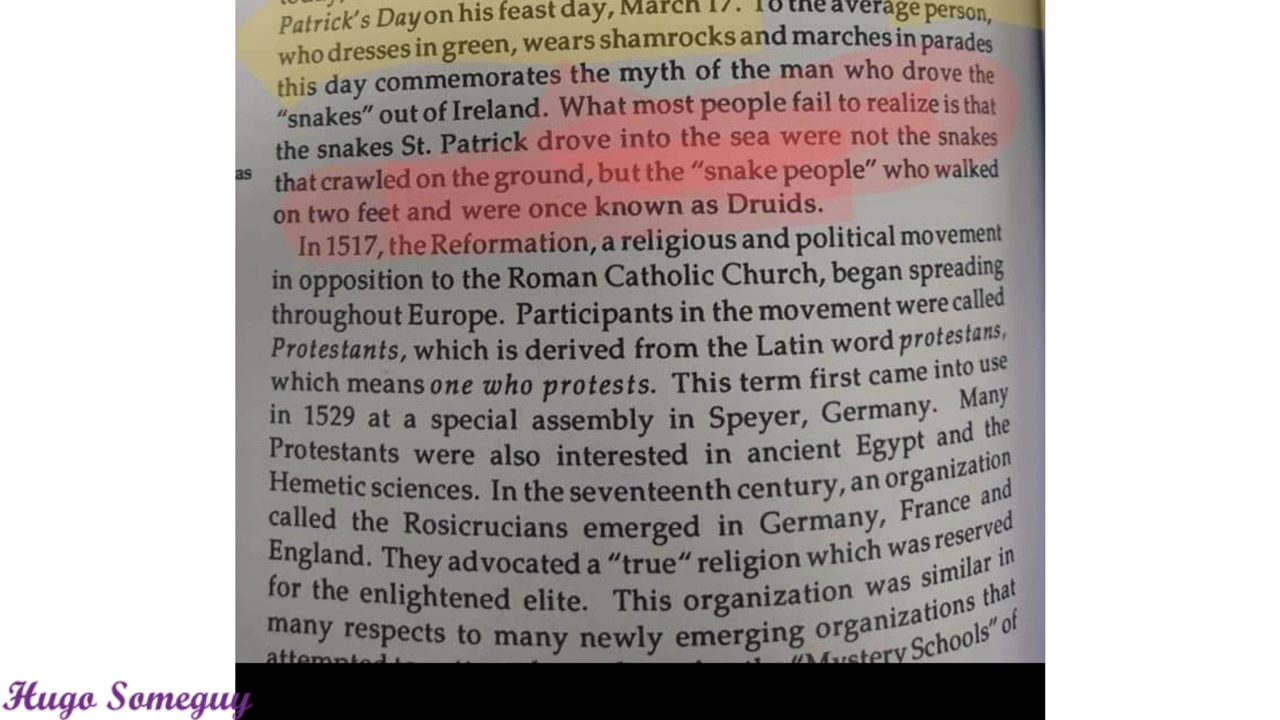 Patrick's Day on his feast day, March 17. To the average person,
who dresses in green, wears shamrocks and marches in parades
this day commemorates the myth of the man who drove the
"snakes" out of Ireland. What most people fail to realize is that
the snakes St. Patrick drove into the sea were not the snakes
as
that crawled on the ground, but the "snake people" who walked
on two feet and were once known as Druids.
In 1517, the Reformation, a religious and political movement
in opposition to the Roman Catholic Church, began spreading
throughout Europe. Participants in the movement were called
Protestants, which is derived from the Latin word protestans,
which means one who protests. This term first came into use
in 1529 at a special assembly in Speyer, Germany. Many
Protestants were also interested in ancient Egypt and the
Hemetic sciences. In the seventeenth century, an organization
called the Rosicrucians emerged in Germany, France and
England. They advocated a "true" religion which was reserved
for the enlightened elite. This organization was similar in
many respects to many newly emerging organizations that
"Mystery Schools" of
Hugo Someguy